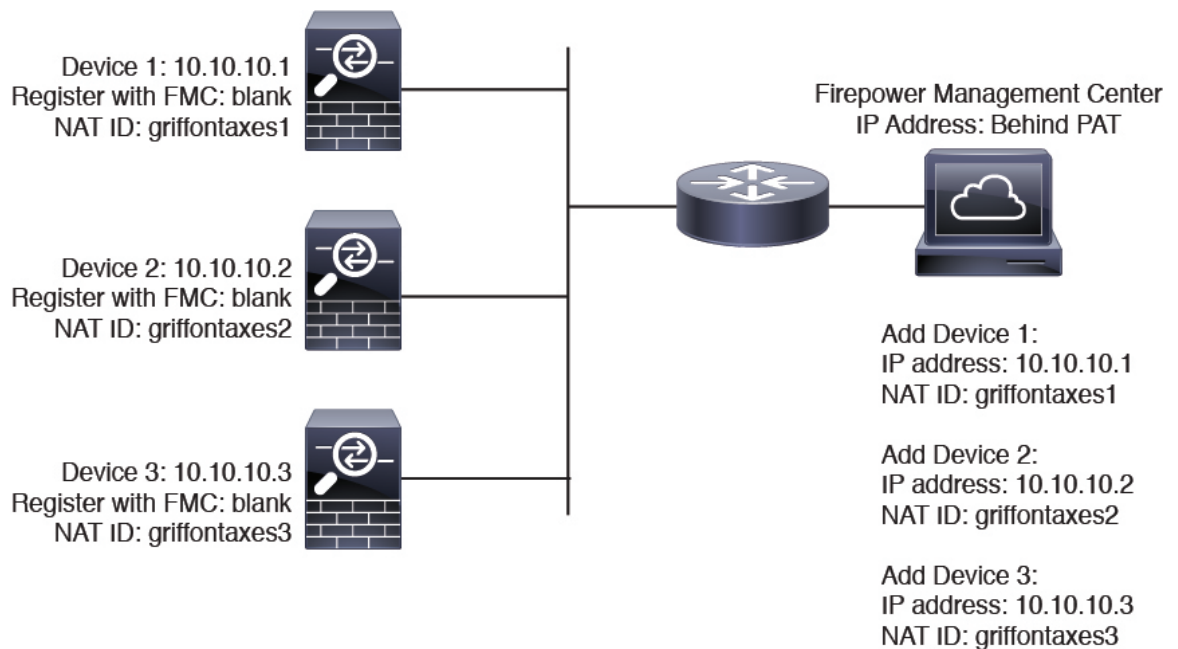 Device 1: 10.10.10.1
Register with FMC: blank
NAT ID: griffontaxes1
Device 2: 10.10.10.2
Register with FMC: blank
NAT ID: griffontaxes2
Device 3: 10.10.10.3
Register with FMC: blank
NAT ID: griffontaxes3
Firepower Management Center
IP Address: Behind PAT
Add Device 1:
IP address: 10.10.10.1
NAT ID: griffontaxes1
Add Device 2:
IP address: 10.10.10.2
NAT ID: griffontaxes2
Add Device 3:
IP address: 10.10.10.3
NAT ID: griffontaxes3